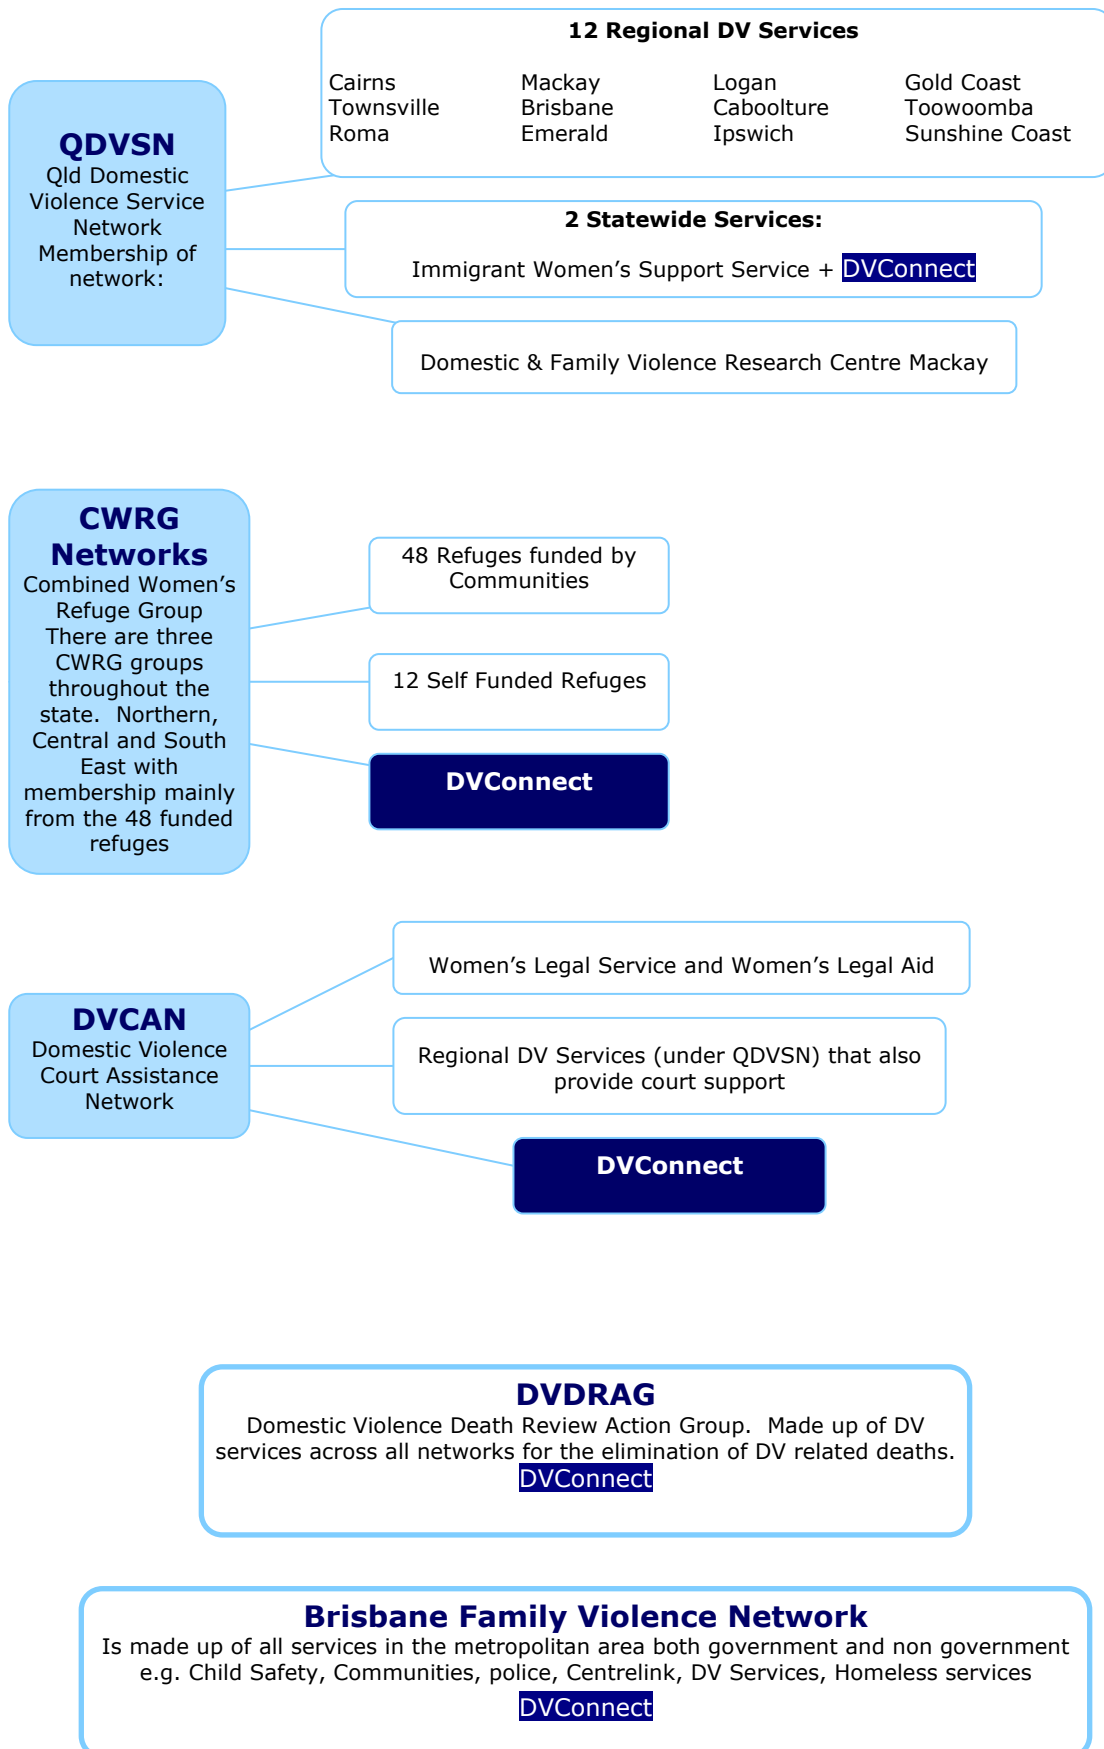 12 Regional DV Services
Cairns Mackay Logan Gold Coast
Townsville Brisbane Caboolture Toowoomba
Roma Emerald Ipswich Sunshine Coast
QDVSN
Qld Domestic
Violence Service
Network
Membership of
network:
2 Statewide Services:
Immigrant Women’s Support Service + DVConnect
Domestic & Family Violence Research Centre Mackay
CWRG
Networks
Combined Women’s
Refuge Group
There are three
CWRG groups
throughout the
state. Northern,
Central and South
East with
membership mainly
from the 48 funded
refuges
48 Refuges funded by
Communities
12 Self Funded Refuges
DVConnect
DVCAN
Domestic Violence
Court Assistance
Network
Women’s Legal Service and Women’s Legal Aid
Regional DV Services (under QDVSN) that also
provide court support
DVConnect
DVDRAG
Domestic Violence Death Review Action Group. Made up of DV
services across all networks for the elimination of DV related deaths.
DVConnect
Brisbane Family Violence Network
Is made up of all services in the metropolitan area both government and non government
e.g. Child Safety, Communities, police, Centrelink, DV Services, Homeless services
DVConnect